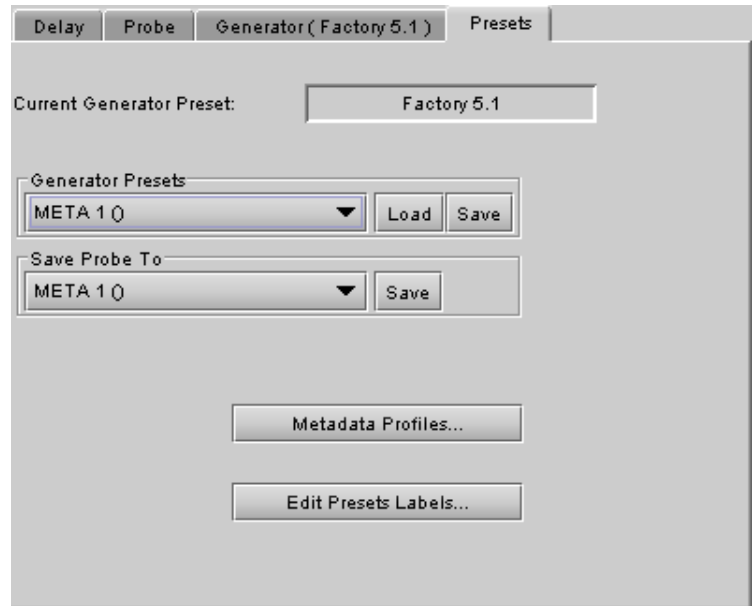 Delay Probe Generator ( Factory 5.1 ) Presets
Current Generator Preset: Factory 5.1
Generator Presets
META 1 () Load Save
Save Probe To
META 1 () Save
Metadata Profiles...
Edit Presets Labels...